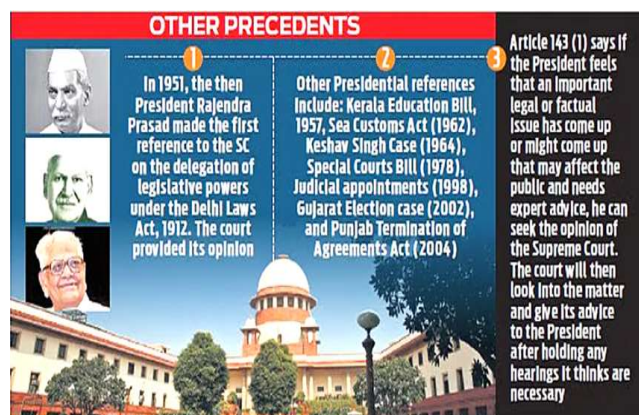 OTHER PRECEDENTS
1
In 1951, the then
President Rajendra
Prasad made the first
reference to the SC
on the delegation of
legislative powers
under the Delhi Laws
Act, 1912. The court
provided its opinion
2
Other Presidential references
include: Kerala Education Bill,
1957, Sea Customs Act (1962),
Keshav Singh Case (1964),
Special Courts Bill (1978),
Judicial appointments (1998),
Gujarat Election case (2002),
and Punjab Termination of
Agreements Act (2004)
3
Article 143 (1) says if
the President feels
that an important
legal or factual
issue has come up
or might come up
that may affect the
public and needs
expert advice, he can
seek the opinion of
the Supreme Court.
The court will then
look into the matter
and give its advice
to the President
after holding any
hearings it thinks are
necessary